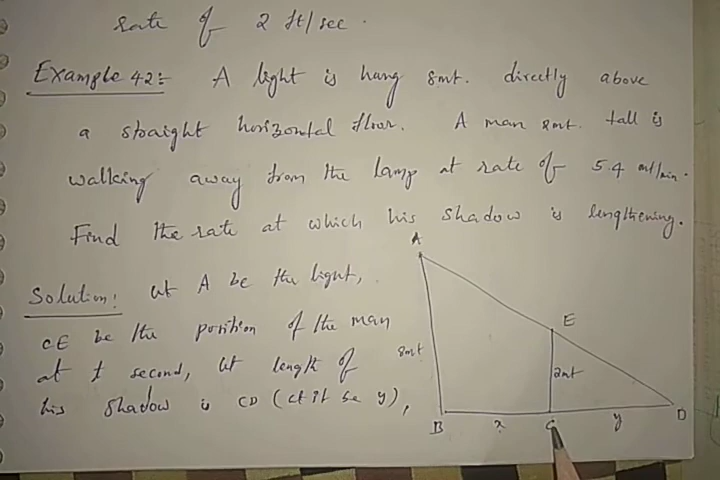 rate of 2 ft/sec.
Example 42:- A light is hang 8mt. directly above
a straight horizontal floor. A man 2mt. tall is
walking away from the lamp at rate of 54 mt/min.
Find the rate at which his shadow is lengthening.
Solution: Let A be the light,
CE be the position of the man
at t second, let length of
his shadow is CD (let it be y),
A
E
8mt
2mt
B x C y D